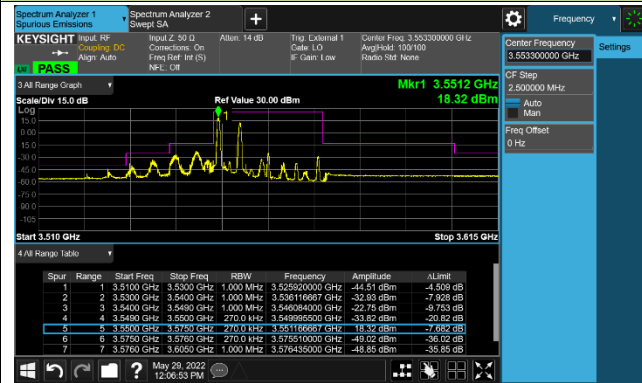 Spectrum Analyzer 1
Spurious Emissions
Spectrum Analyzer 2
Swept SA
+
Frequency
KEYSIGHT
Input: RF
Coupling: DC
Align: Auto
Input Z: 50 Ω
Corrections: On
Freq Ref: Int (S)
NFE: Off
Atten: 14 dB
Trig: External 1
Gate: LO
IF Gain: Low
Center Freq: 3.553300000 GHz
Avg|Hold: 100/100
Radio Std: None
PASS
Center Frequency
3.553300000 GHz
Settings
CF Step
2.500000 MHz
Auto
Man
Freq Offset
0 Hz
3 All Range Graph
Mkr1 3.5512 GHz
18.32 dBm
Scale/Div 15.0 dB
Ref Value 30.00 dBm
Log
15.0
0.00
-15.0
-30.0
-45.0
-60.0
-75.0
-90.0
-105
1
Start 3.510 GHz
Stop 3.615 GHz
4 All Range Table
Spur Range Start Freq Stop Freq RBW Frequency Amplitude ΔLimit
1 1 3.5100 GHz 3.5300 GHz 1.000 MHz 3.525920000 GHz -44.51 dBm -4.509 dB
2 2 3.5300 GHz 3.5400 GHz 1.000 MHz 3.536116667 GHz -32.93 dBm -7.928 dB
3 3 3.5400 GHz 3.5490 GHz 1.000 MHz 3.546084000 GHz -22.75 dBm -9.753 dB
4 4 3.5490 GHz 3.5500 GHz 270.0 kHz 3.549995500 GHz -33.82 dBm -20.82 dB
5 5 3.5500 GHz 3.5750 GHz 270.0 kHz 3.551166667 GHz 18.32 dBm -7.682 dB
6 6 3.5750 GHz 3.5760 GHz 270.0 kHz 3.575510000 GHz -49.02 dBm -36.02 dB
7 7 3.5760 GHz 3.6050 GHz 1.000 MHz 3.576435000 GHz -48.85 dBm -35.85 dB
?
May 29, 2022
12:06:53 PM